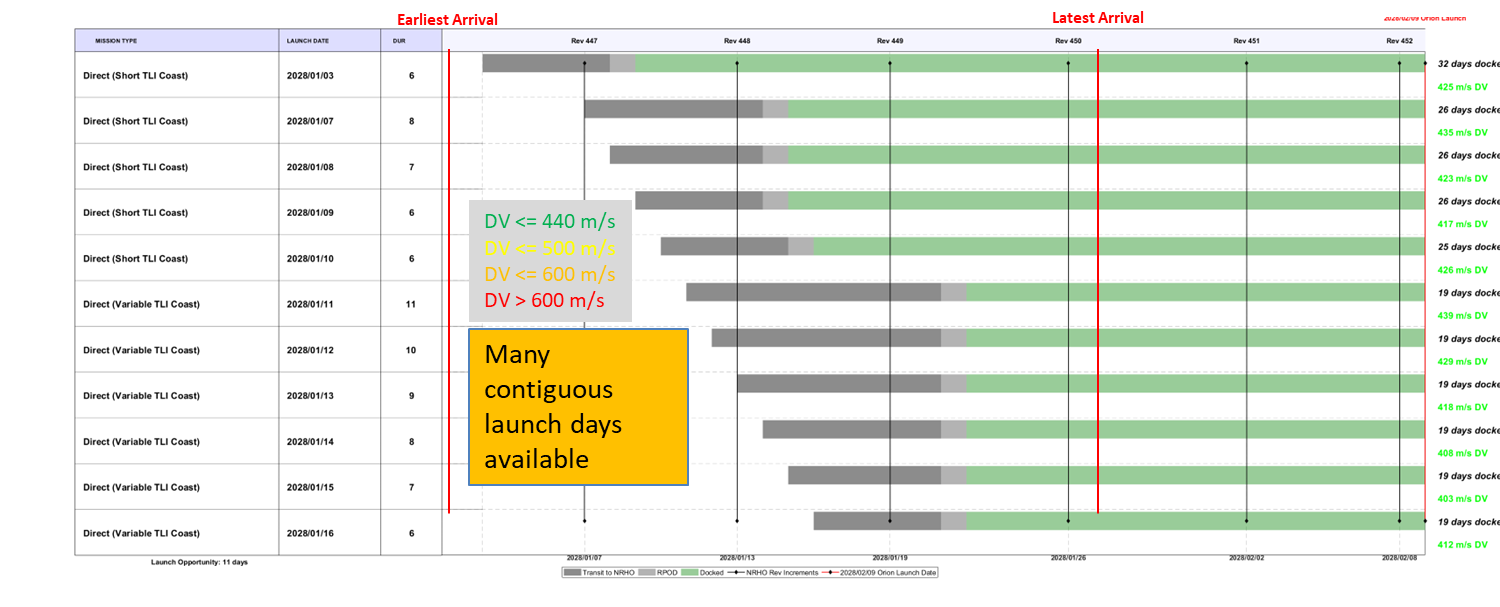 Earliest Arrival
Latest Arrival
2028/02/09 Orion Launch
MISSION TYPE LAUNCH DATE DUR Rev 447 Rev 448 Rev 449 Rev 450 Rev 451 Rev 452
Direct (Short TLI Coast) 2028/01/03 6 32 days docke
425 m/s DV
Direct (Short TLI Coast) 2028/01/07 8 26 days docke
435 m/s DV
Direct (Short TLI Coast) 2028/01/08 7 26 days docke
423 m/s DV
Direct (Short TLI Coast) 2028/01/09 6 26 days docke
417 m/s DV
Direct (Short TLI Coast) 2028/01/10 6 25 days docke
426 m/s DV
Direct (Variable TLI Coast) 2028/01/11 11 19 days docke
439 m/s DV
Direct (Variable TLI Coast) 2028/01/12 10 19 days docke
429 m/s DV
Direct (Variable TLI Coast) 2028/01/13 9 19 days docke
418 m/s DV
Direct (Variable TLI Coast) 2028/01/14 8 19 days docke
408 m/s DV
Direct (Variable TLI Coast) 2028/01/15 7 19 days docke
403 m/s DV
Direct (Variable TLI Coast) 2028/01/16 6 19 days docke
412 m/s DV
DV <= 440 m/s
DV <= 500 m/s
DV <= 600 m/s
DV > 600 m/s
Many
contiguous
launch days
available
2028/01/07 2028/01/13 2028/01/19 2028/01/26 2028/02/02 2028/02/08
Launch Opportunity: 11 days
Transit to NRHO RPOD Docked NRHO Rev Increments 2028/02/09 Orion Launch Date